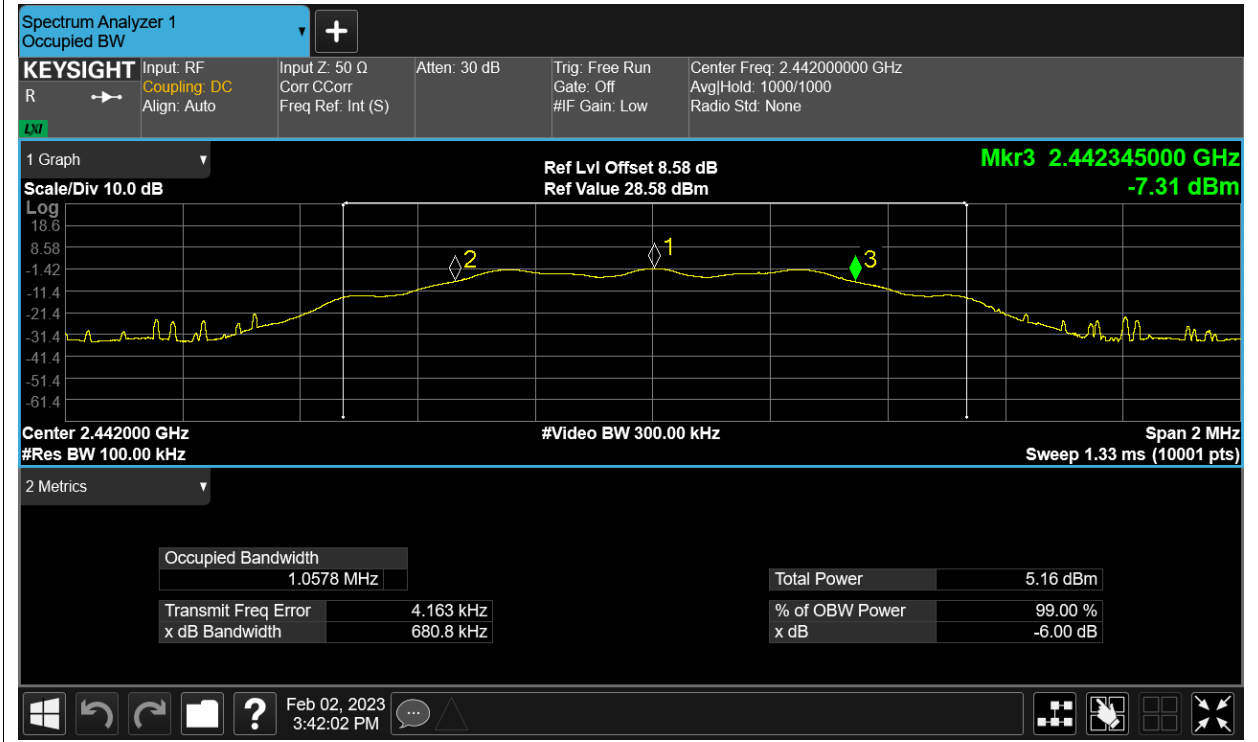 Spectrum Analyzer 1
Occupied BW
KEYSIGHT
R
LXI
Input: RF
Coupling: DC
Align: Auto
Input Z: 50 Ω
Corr CCorr
Freq Ref: Int (S)
Atten: 30 dB
Trig: Free Run
Gate: Off
#IF Gain: Low
Center Freq: 2.442000000 GHz
Avg|Hold: 1000/1000
Radio Std: None
1 Graph
Scale/Div 10.0 dB
Ref Lvl Offset 8.58 dB
Ref Value 28.58 dBm
Mkr3 2.442345000 GHz
-7.31 dBm
Log
18.6
8.58
-1.42
-11.4
-21.4
-31.4
-41.4
-51.4
-61.4
2
1
3
Center 2.442000 GHz
#Res BW 100.00 kHz
#Video BW 300.00 kHz
Span 2 MHz
Sweep 1.33 ms (10001 pts)
2 Metrics
Occupied Bandwidth
1.0578 MHz
Transmit Freq Error 4.163 kHz
x dB Bandwidth 680.8 kHz
Total Power 5.16 dBm
% of OBW Power 99.00 %
x dB -6.00 dB
?
Feb 02, 2023
3:42:02 PM